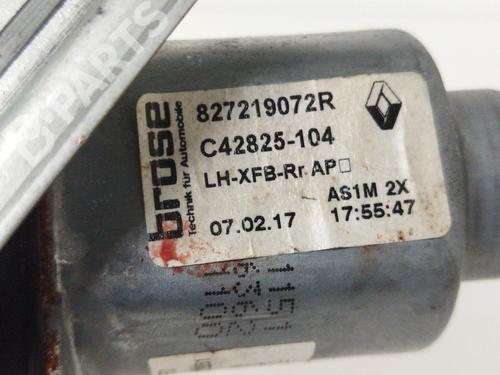 B-PARTS
brose
Technik für Automobile
827219072R
C42825-104
LH-XFB-Rr AP□
AS1M 2X
07.02.17 17:55:47